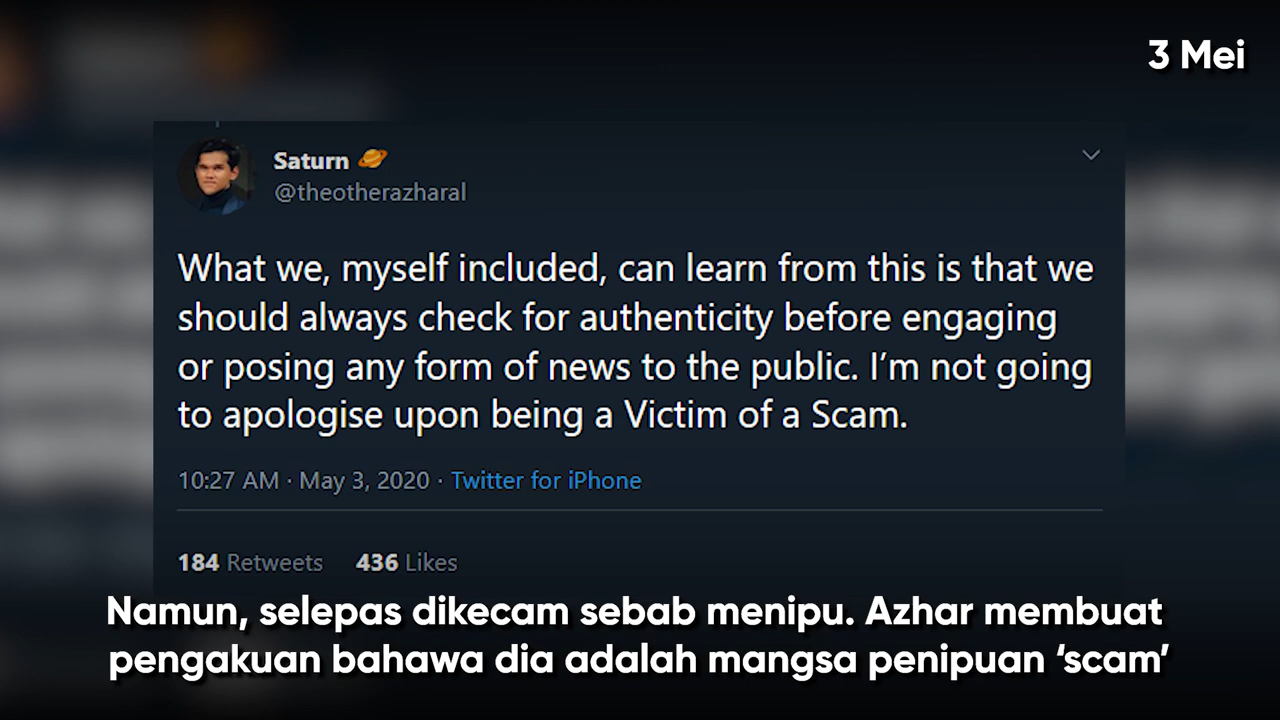 3 Mei
Saturn 🪐
@theotherazharal
What we, myself included, can learn from this is that we
should always check for authenticity before engaging
or posing any form of news to the public. I’m not going
to apologise upon being a Victim of a Scam.
10:27 AM · May 3, 2020 · Twitter for iPhone
184 Retweets 436 Likes
Namun, selepas dikecam sebab menipu. Azhar membuat
pengakuan bahawa dia adalah mangsa penipuan ‘scam’